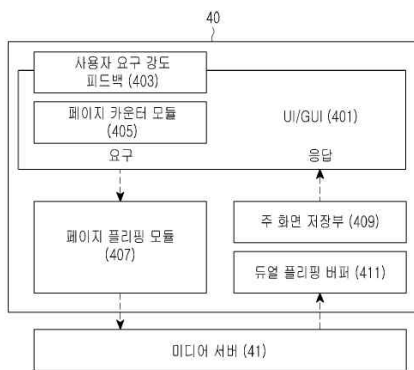 40
사용자 요구 강도
피드백 (403)
페이지 카운터 모듈
(405)
UI/GUI (401)
요구
응답
페이지 플리핑 모듈
(407)
주 화면 저장부 (409)
듀얼 플리핑 버퍼 (411)
미디어 서버 (41)